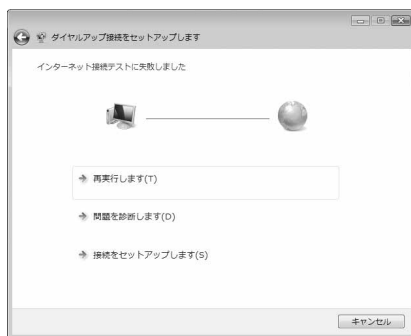 ダイヤルアップ接続をセットアップします
インターネット接続テストに失敗しました
再実行します(T)
問題を診断します(D)
接続をセットアップします(S)
キャンセル